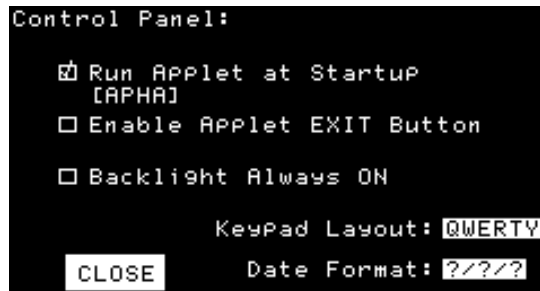 Control Panel:
Run Applet at Startup
[APHA]
Enable Applet EXIT Button
Backlight Always ON
Keypad Layout: QWERTY
CLOSE Date Format: ?/?/?